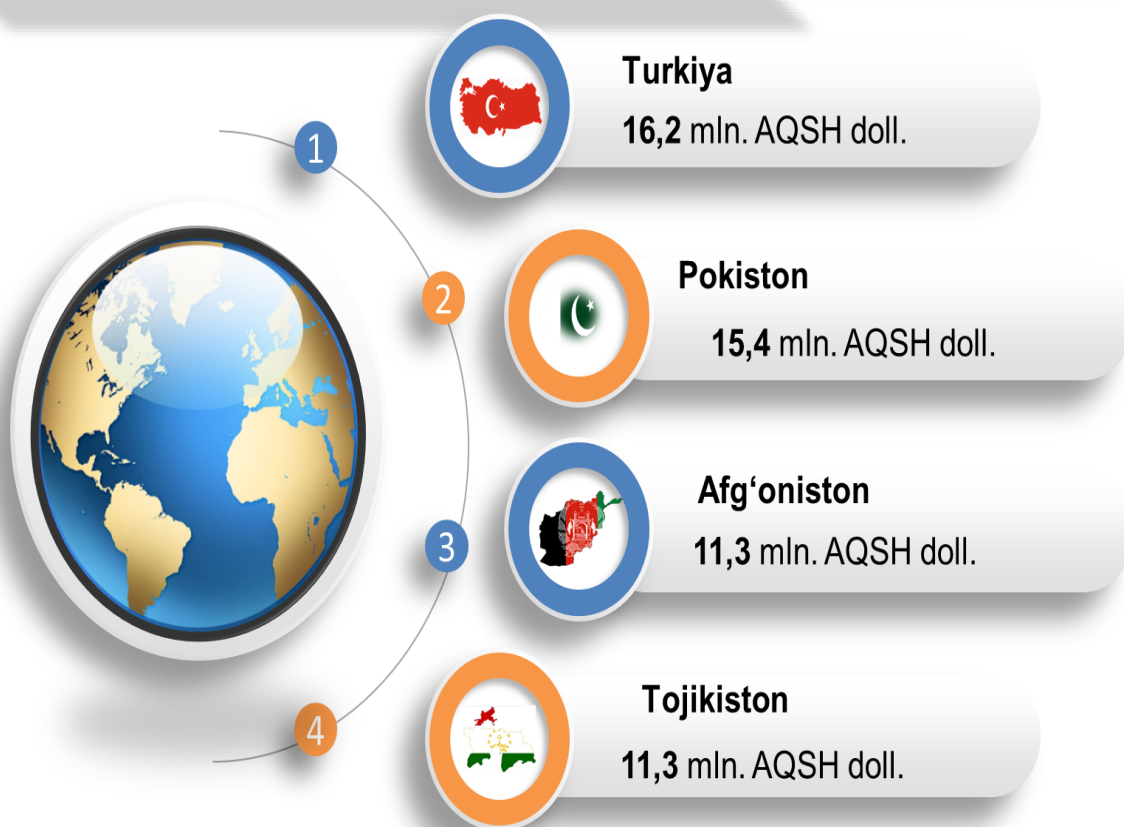 1
Turkiya
16,2 mln. AQSH doll.
2
Pokiston
15,4 mln. AQSH doll.
3
Afg‘oniston
11,3 mln. AQSH doll.
4
Tojikiston
11,3 mln. AQSH doll.